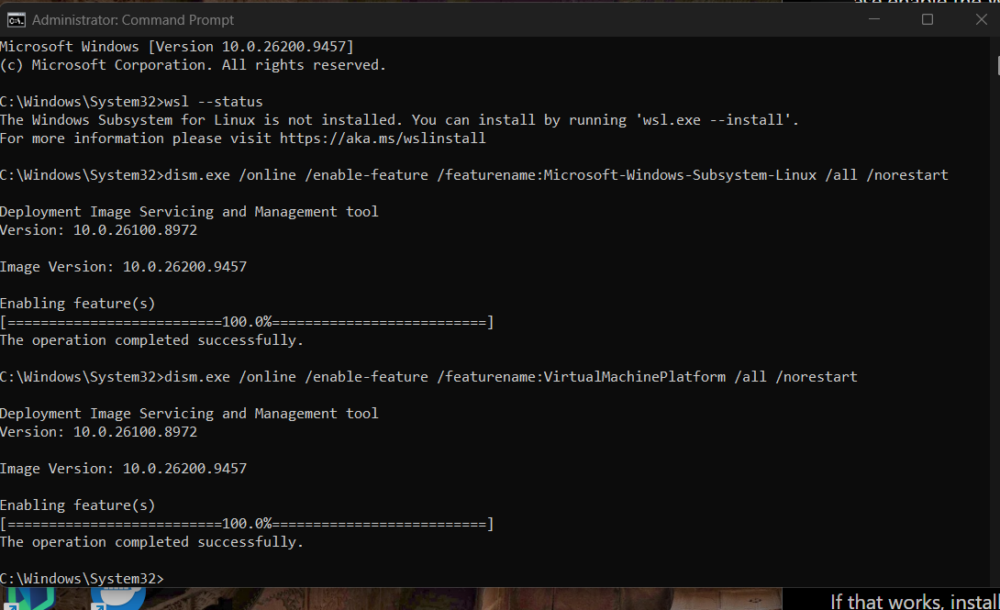 Administrator: Command Prompt
Microsoft Windows [Version 10.0.26200.9457]
(c) Microsoft Corporation. All rights reserved.
C:\Windows\System32>wsl --status
The Windows Subsystem for Linux is not installed. You can install by running 'wsl.exe --install'.
For more information please visit https://aka.ms/wslinstall
C:\Windows\System32>dism.exe /online /enable-feature /featurename:Microsoft-Windows-Subsystem-Linux /all /norestart
Deployment Image Servicing and Management tool
Version: 10.0.26100.8972
Image Version: 10.0.26200.9457
Enabling feature(s)
[==========================100.0%==========================]
The operation completed successfully.
C:\Windows\System32>dism.exe /online /enable-feature /featurename:VirtualMachinePlatform /all /norestart
Deployment Image Servicing and Management tool
Version: 10.0.26100.8972
Image Version: 10.0.26200.9457
Enabling feature(s)
[==========================100.0%==========================]
The operation completed successfully.
C:\Windows\System32>
If that works, instal